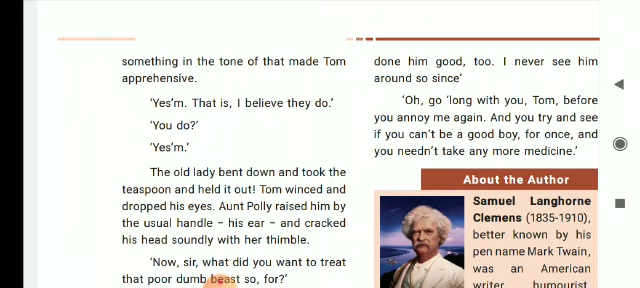 something in the tone of that made Tom
apprehensive.
'Yes'm. That is, I believe they do.'
'You do?'
'Yes'm.'
The old lady bent down and took the
teaspoon and held it out! Tom winced and
dropped his eyes. Aunt Polly raised him by
the usual handle – his ear – and cracked
his head soundly with her thimble.
'Now, sir, what did you want to treat
that poor dumb beast so, for?'
done him good, too. I never see him
around so since'
'Oh, go 'long with you, Tom, before
you annoy me again. And you try and see
if you can't be a good boy, for once, and
you needn't take any more medicine.'
About the Author
Samuel Langhorne
Clemens (1835-1910),
better known by his
pen name Mark Twain,
was an American
writer, humourist,